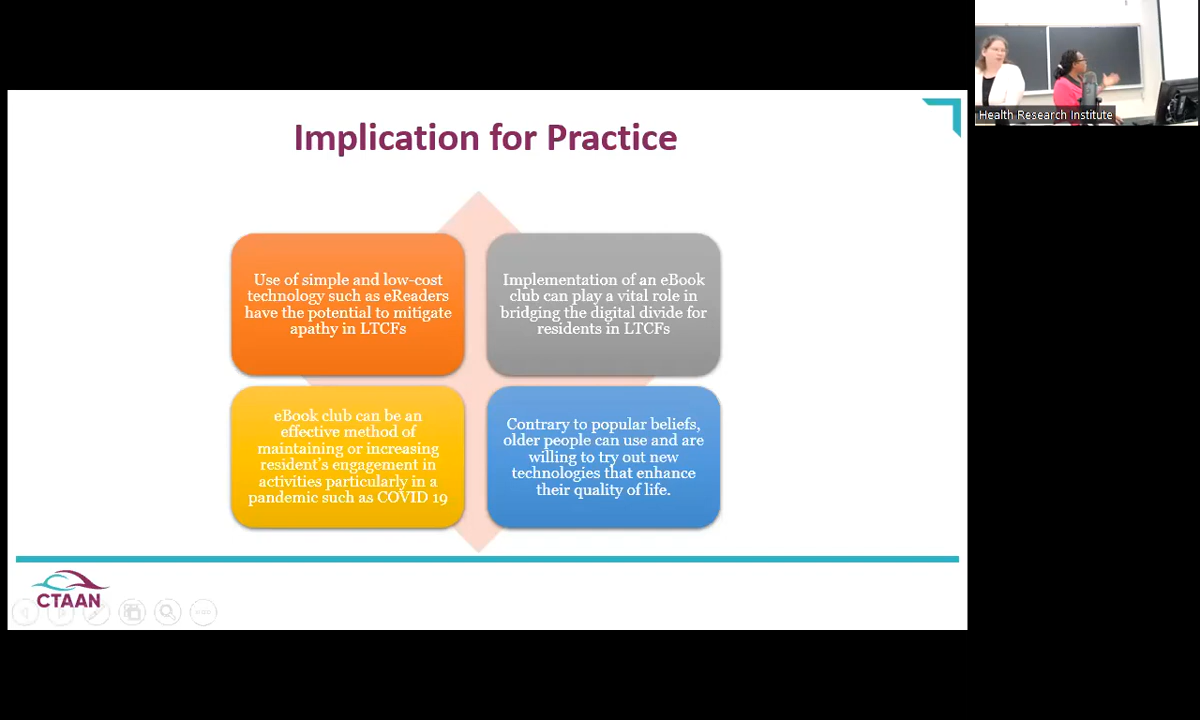 Health Research Institute
Implication for Practice
Use of simple and low-cost
technology such as eReaders
have the potential to mitigate
apathy in LTCFs
Implementation of an eBook
club can play a vital role in
bridging the digital divide for
residents in LTCFs
eBook club can be an
effective method of
maintaining or increasing
resident's engagement in
activities particularly in a
pandemic such as COVID 19
Contrary to popular beliefs,
older people can use and are
willing to try out new
technologies that enhance
their quality of life.
CTAAN